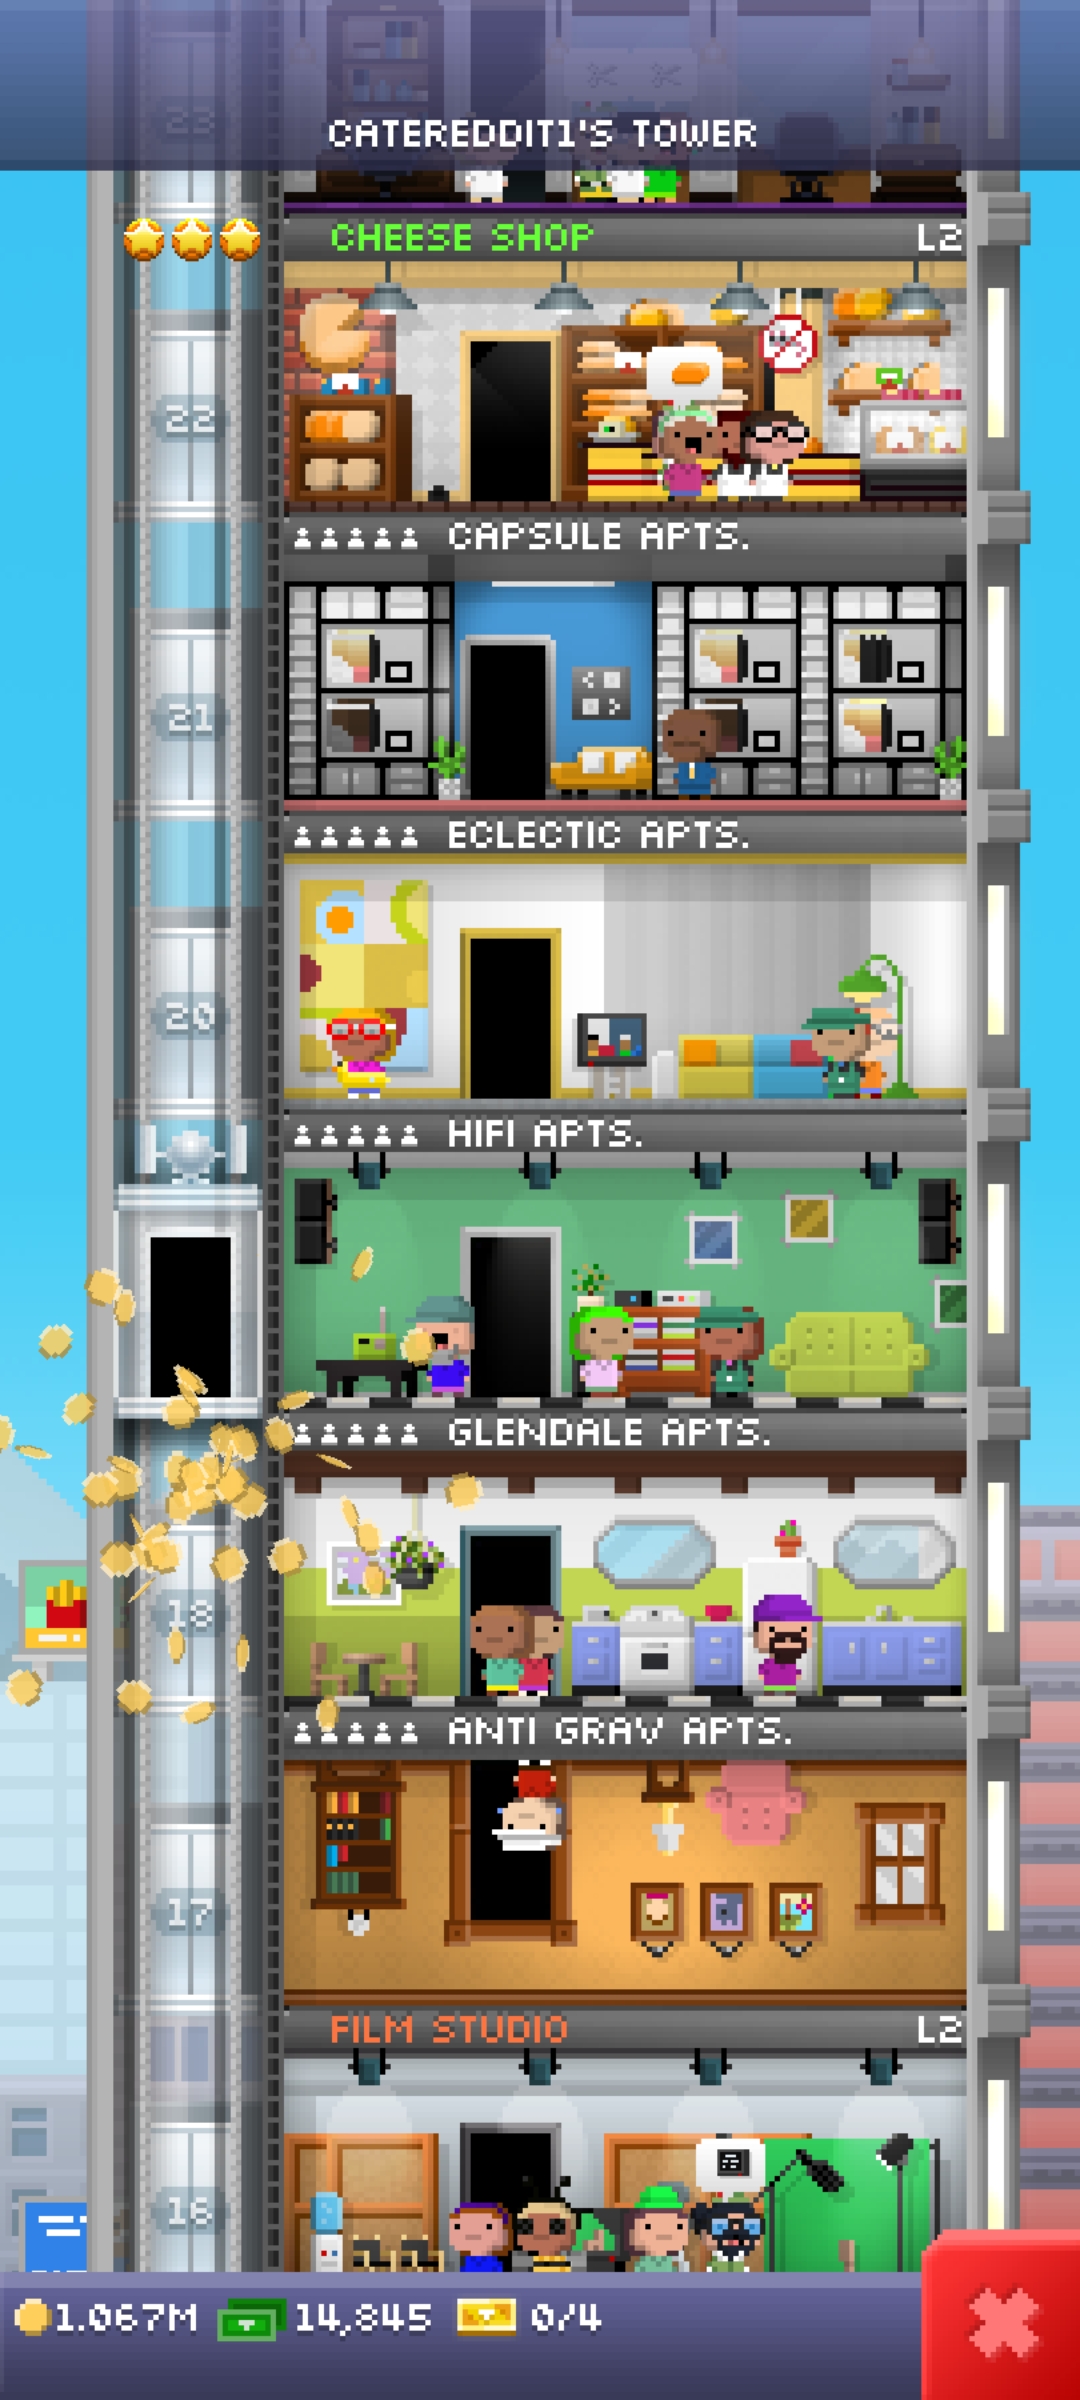 23
CATEREDDIT1'S TOWER
CHEESE SHOP L2
22
CAPSULE APTS.
21
ECLECTIC APTS.
20
HIFI APTS.
GLENDALE APTS.
18
ANTI GRAV APTS.
17
FILM STUDIO L2
16
1.067M 14,845 0/4